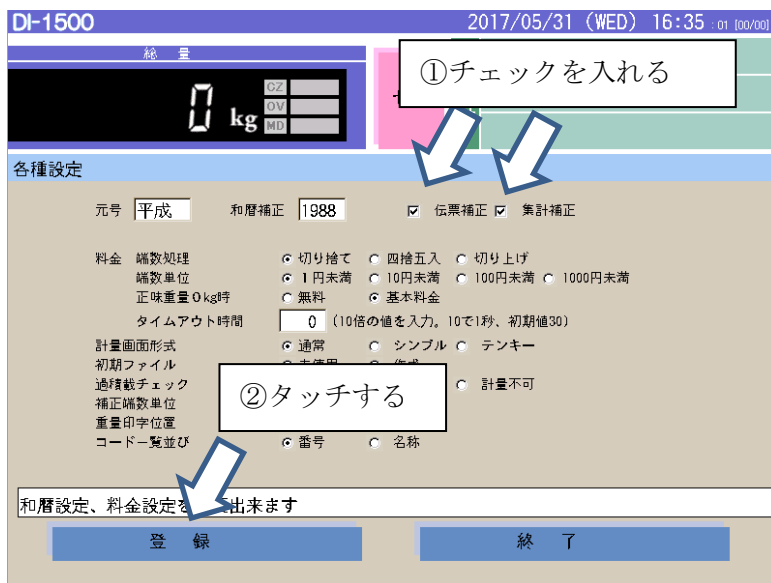 DI-1500 2017/05/31 (WED) 16:35 :01 [00/00]
総 量
①チェックを入れる
0 kg
CZ
OV
MD
各種設定
元号 平成 和暦補正 1988 伝票補正 集計補正
料金 端数処理 切り捨て 四捨五入 切り上げ
端数単位 1円未満 10円未満 100円未満 1000円未満
正味重量0kg時 無料 基本料金
タイムアウト時間 0 (10倍の値を入力。10で1秒、初期値30)
計量画面形式 通常 シンプル テンキー
初期ファイル
過積載チェック 計量不可
②タッチする
補正端数単位
重量印字位置
コード一覧並び 番号 名称
和暦設定、料金設定を 出来ます
登 録 終 了